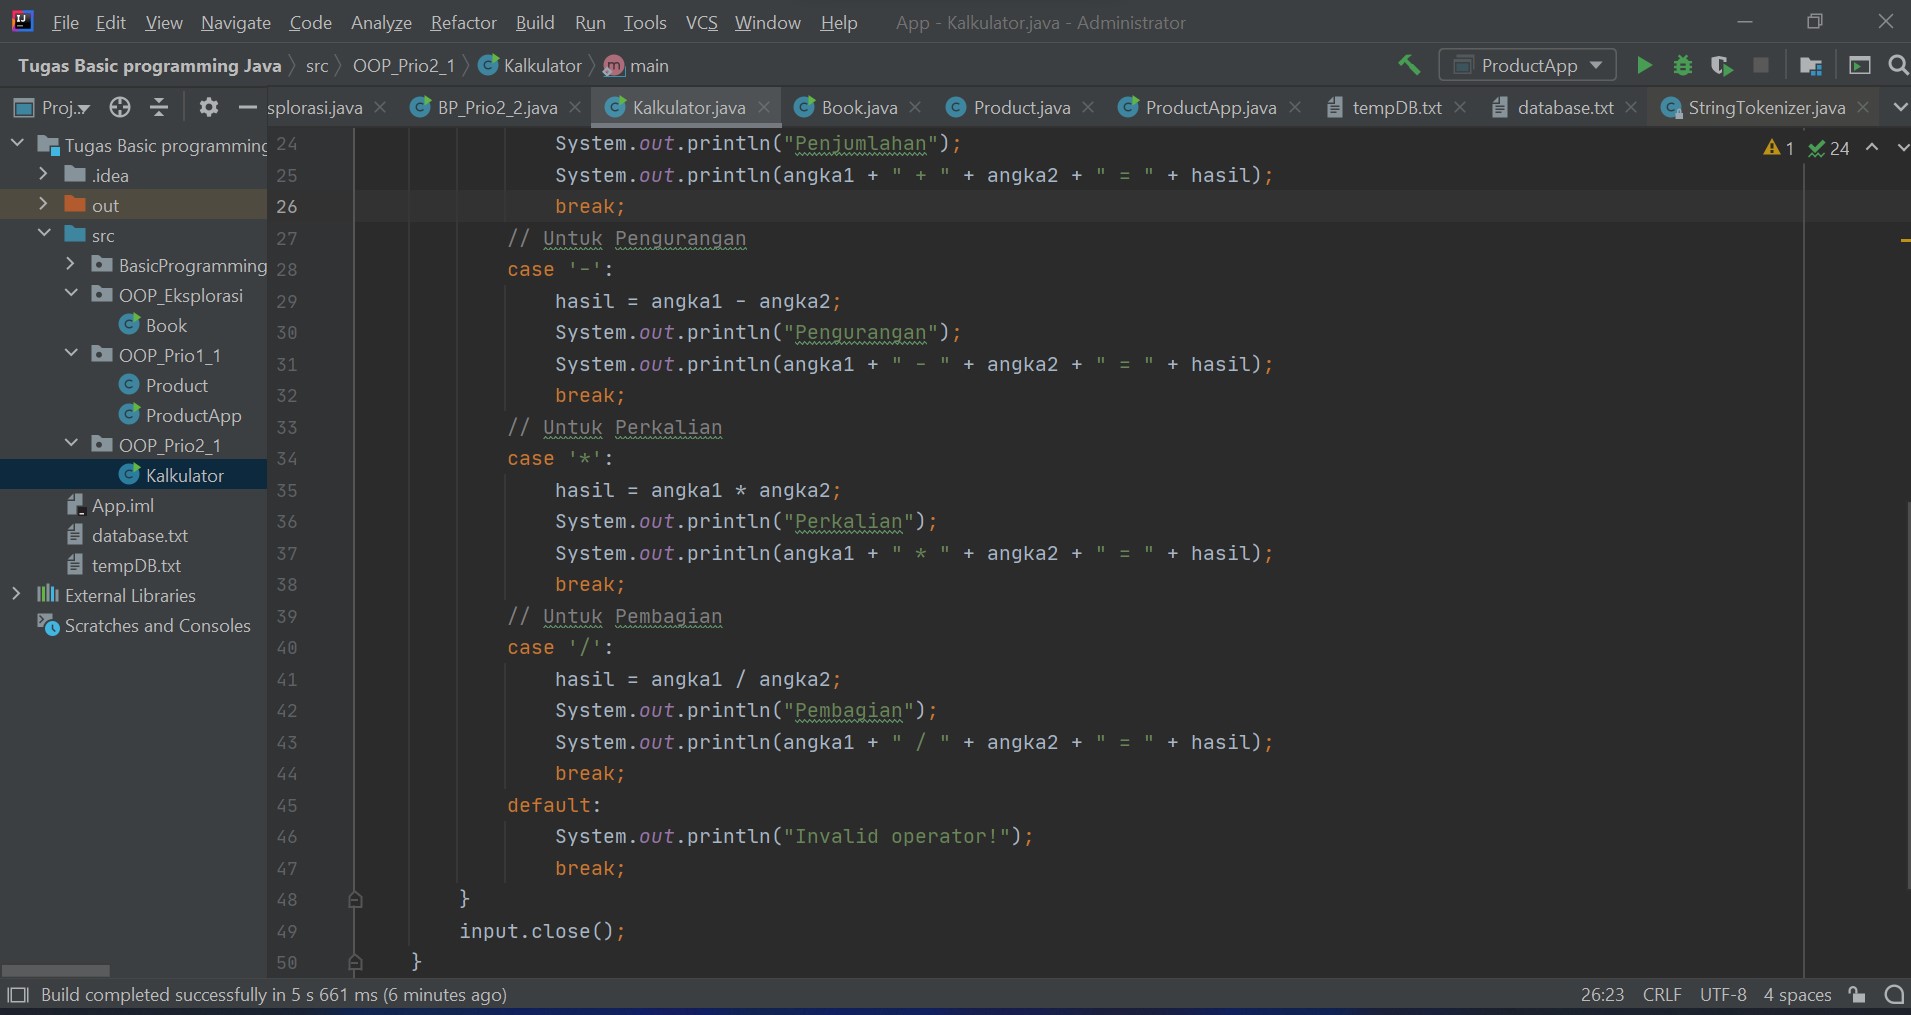 File Edit View Navigate Code Analyze Refactor Build Run Tools VCS Window Help App - Kalkulator.java - Administrator
Tugas Basic programming Java src OOP_Prio2_1 Kalkulator main ProductApp
Proj... splorasi.java BP_Prio2_2.java Kalkulator.java Book.java Product.java ProductApp.java tempDB.txt database.txt StringTokenizer.java
Tugas Basic programming
.idea
out
src
BasicProgramming
OOP_Eksplorasi
Book
OOP_Prio1_1
Product
ProductApp
OOP_Prio2_1
Kalkulator
App.iml
database.txt
tempDB.txt
External Libraries
Scratches and Consoles
1 24
24 System.out.println("Penjumlahan");
25 System.out.println(angka1 + " + " + angka2 + " = " + hasil);
26 break;
27 // Untuk Pengurangan
28 case '-':
29 hasil = angka1 - angka2;
30 System.out.println("Pengurangan");
31 System.out.println(angka1 + " - " + angka2 + " = " + hasil);
32 break;
33 // Untuk Perkalian
34 case '*':
35 hasil = angka1 * angka2;
36 System.out.println("Perkalian");
37 System.out.println(angka1 + " * " + angka2 + " = " + hasil);
38 break;
39 // Untuk Pembagian
40 case '/':
41 hasil = angka1 / angka2;
42 System.out.println("Pembagian");
43 System.out.println(angka1 + " / " + angka2 + " = " + hasil);
44 break;
45 default:
46 System.out.println("Invalid operator!");
47 break;
48 }
49 input.close();
50 }
Build completed successfully in 5 s 661 ms (6 minutes ago) 26:23 CRLF UTF-8 4 spaces